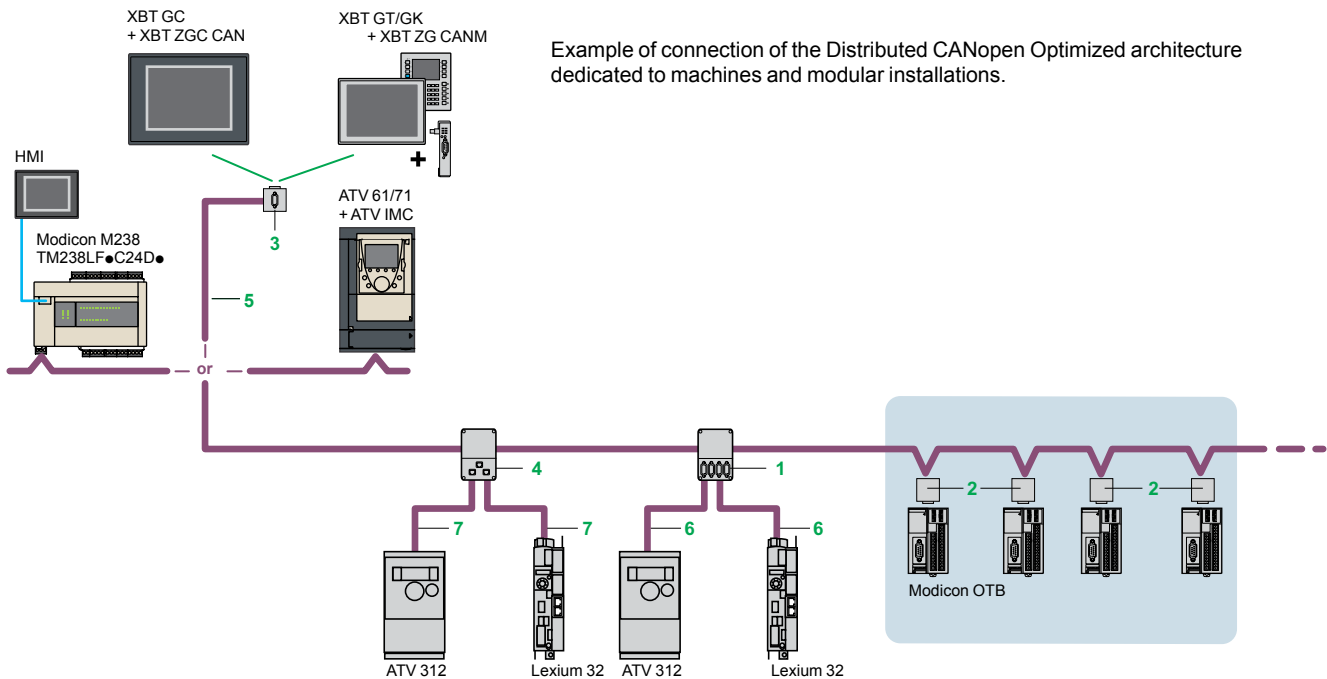 XBT GC
+ XBT ZGC CAN
XBT GT/GK
+ XBT ZG CANM
Example of connection of the Distributed CANopen Optimized architecture
dedicated to machines and modular installations.
+
HMI
3
ATV 61/71
+ ATV IMC
Modicon M238
TM238LF●C24D●
5
or
4
1
2
2
7
7
6
6
Modicon OTB
ATV 312
Lexium 32
ATV 312
Lexium 32